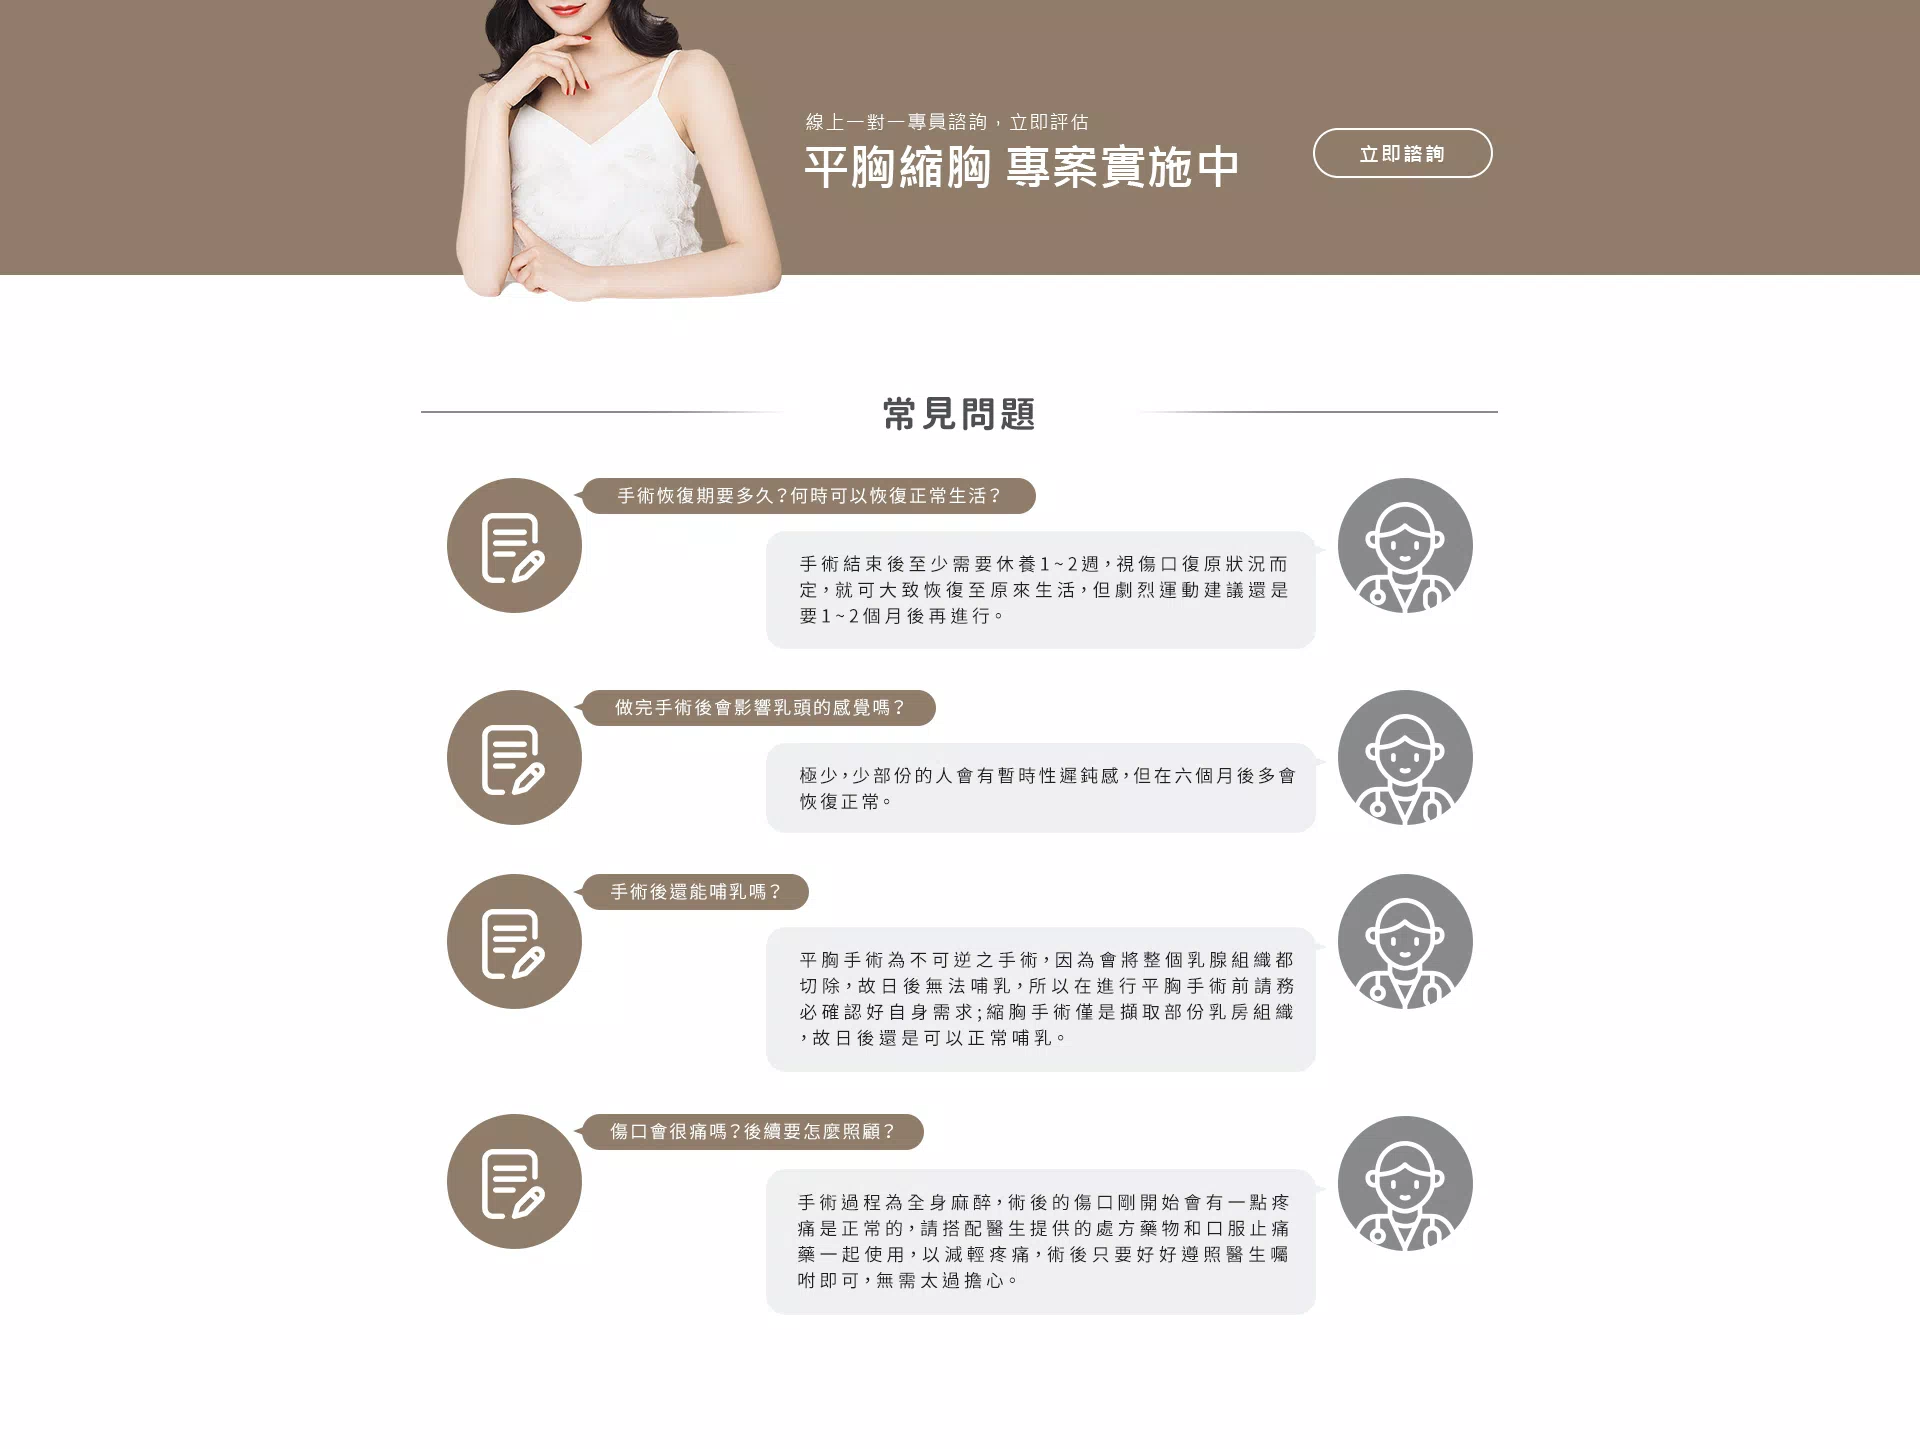 線上一對一專員諮詢，立即評估
平胸縮胸 專案實施中
立即諮詢
常見問題
手術恢復期要多久？何時可以恢復正常生活？
手術結束後至少需要休養1~2週，視傷口復原狀況而
定，就可大致恢復至原來生活，但劇烈運動建議還是
要1~2個月後再進行。
做完手術後會影響乳頭的感覺嗎？
極少，少部份的人會有暫時性遲鈍感，但在六個月後多會
恢復正常。
手術後還能哺乳嗎？
平胸手術為不可逆之手術，因為會將整個乳腺組織都
切除，故日後無法哺乳，所以在進行平胸手術前請務
必確認好自身需求；縮胸手術僅是擷取部份乳房組織
，故日後還是可以正常哺乳。
傷口會很痛嗎？後續要怎麼照顧？
手術過程為全身麻醉，術後的傷口剛開始會有一點疼
痛是正常的，請搭配醫生提供的處方藥物和口服止痛
藥一起使用，以減輕疼痛，術後只要好好遵照醫生囑
咐即可，無需太過擔心。